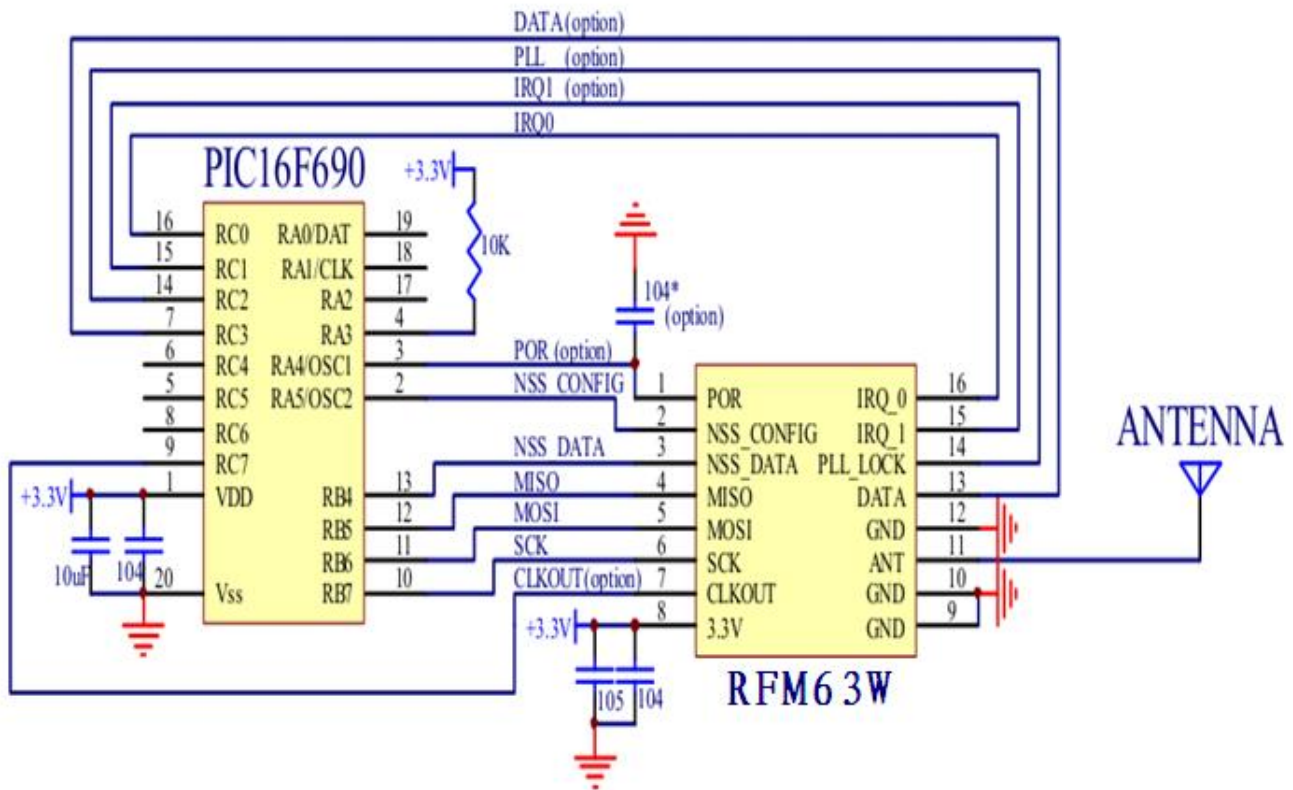 DATA (option)
PLL (option)
IRQ1 (option)
IRQ0
PIC16F690
+3.3V
10K
16 RC0 RA0/DAT 19
15 RC1 RA1/CLK 18
14 RC2 RA2 17
7 RC3 RA3 4
6 RC4 RA4/OSC1 3
5 RC5 RA5/OSC2 2
8 RC6
9 RC7
+3.3V 1 VDD RB4 13
RB5 12
RB6 11
10uF 104 20 Vss RB7 10
104*
(option)
POR (option)
NSS_CONFIG
NSS_DATA
MISO
MOSI
SCK
CLKOUT(option)
1 POR IRQ_0 16
2 NSS_CONFIG IRQ_1 15
3 NSS_DATA PLL_LOCK 14
4 MISO DATA 13
5 MOSI GND 12
6 SCK ANT 11
7 CLKOUT GND 10
8 3.3V GND 9
+3.3V
105 104
RFM63W
ANTENNA